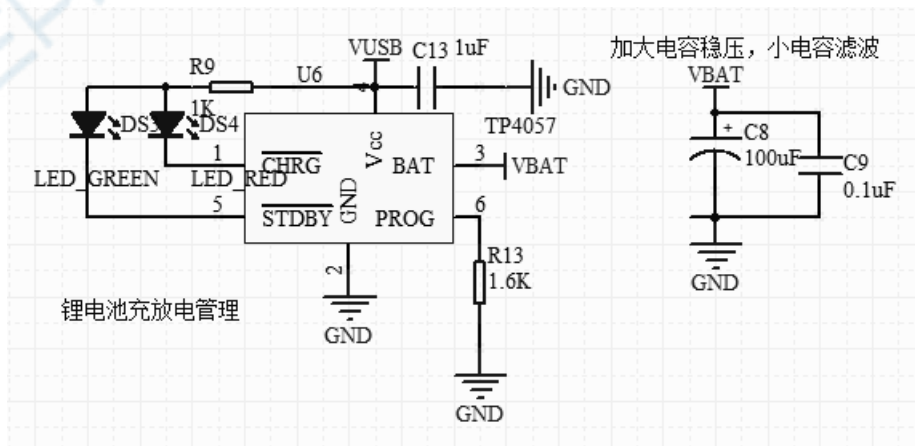 VUSB
C13 1uF
加大电容稳压，小电容滤波
R9
U6
VBAT
4
GND
1K
DS4
TP4057
C8
100uF
C9
0.1uF
LED_GREEN
LED_RED
1
CHRG
Vcc
BAT
3
VBAT
5
STDBY
GND
PROG
6
R13
1.6K
2
GND
GND
锂电池充放电管理
GND
GND